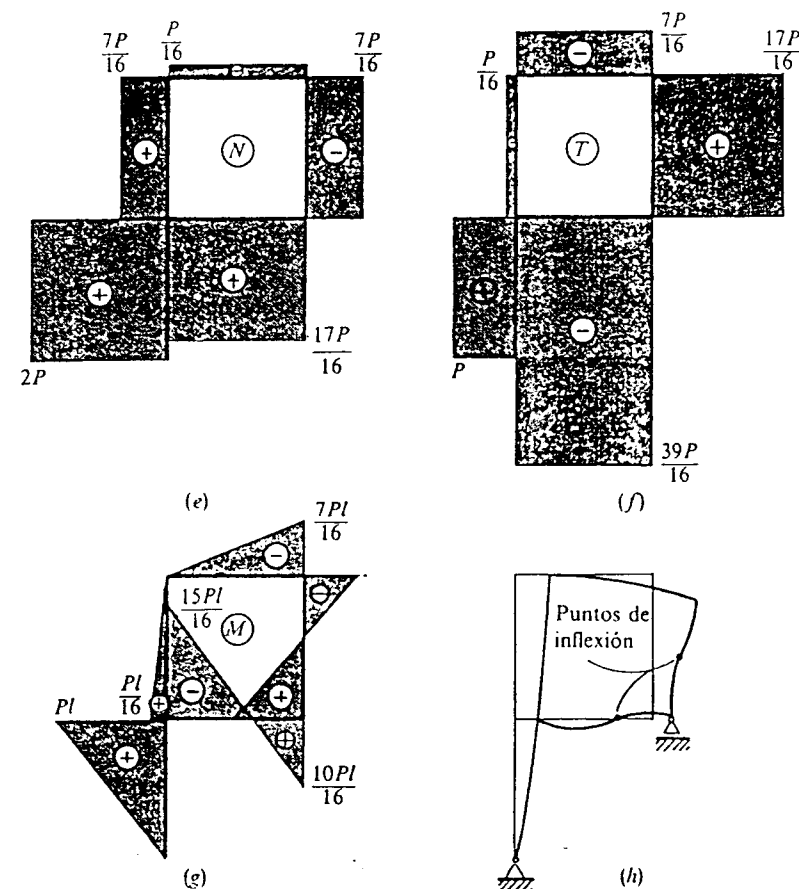 7P/16
P/16
7P/16
+
-
N
+
-
+
+
2P
17P/16
(e)
7P/16
P/16
17P/16
-
T
+
+
-
P
39P/16
(f)
7Pl/16
-
15Pl/16
M
-
Pl/16
Pl
+
-
+
+
+
10Pl/16
(g)
Puntos de
inflexión
(h)